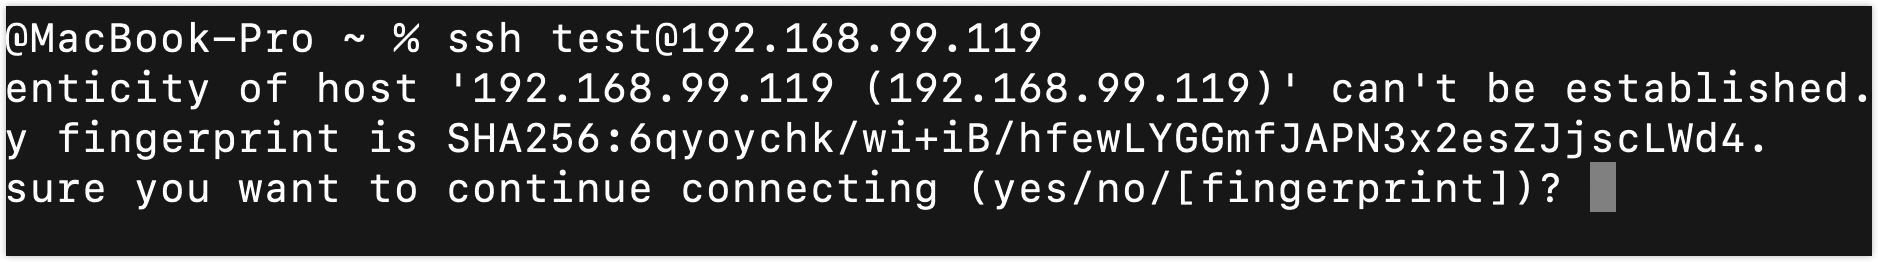 @MacBook-Pro ~ % ssh test@192.168.99.119
enticity of host '192.168.99.119 (192.168.99.119)' can't be established.
y fingerprint is SHA256:6qyoychk/wi+iB/hfewLYGGmfJAPN3x2esZJjscLWd4.
sure you want to continue connecting (yes/no/[fingerprint])?